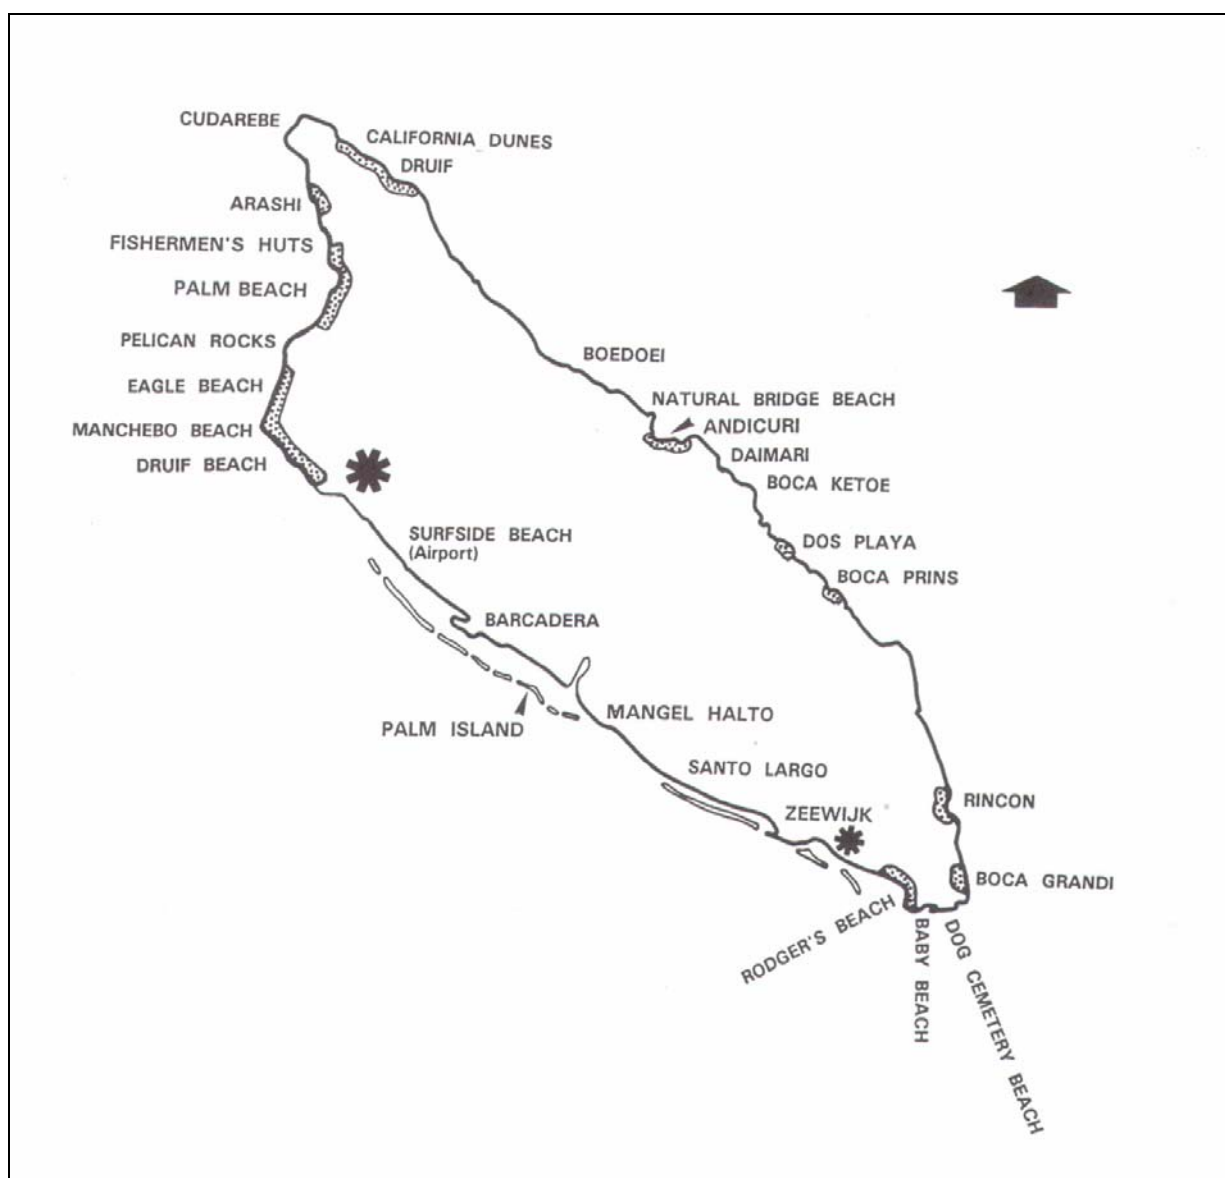 CUDAREBE
CALIFORNIA DUNES
DRUIF
ARASHI
FISHERMEN'S HUTS
PALM BEACH
PELICAN ROCKS
BOEDOEI
EAGLE BEACH
NATURAL BRIDGE BEACH
ANDICURI
MANCHEBO BEACH
DAIMARI
DRUIF BEACH
BOCA KETOE
SURFSIDE BEACH
(Airport)
DOS PLAYA
BOCA PRINS
BARCADERA
MANGEL HALTO
PALM ISLAND
SANTO LARGO
RINCON
ZEEWIJK
BOCA GRANDI
RODGER'S BEACH
BABY BEACH
DOG CEMETERY BEACH